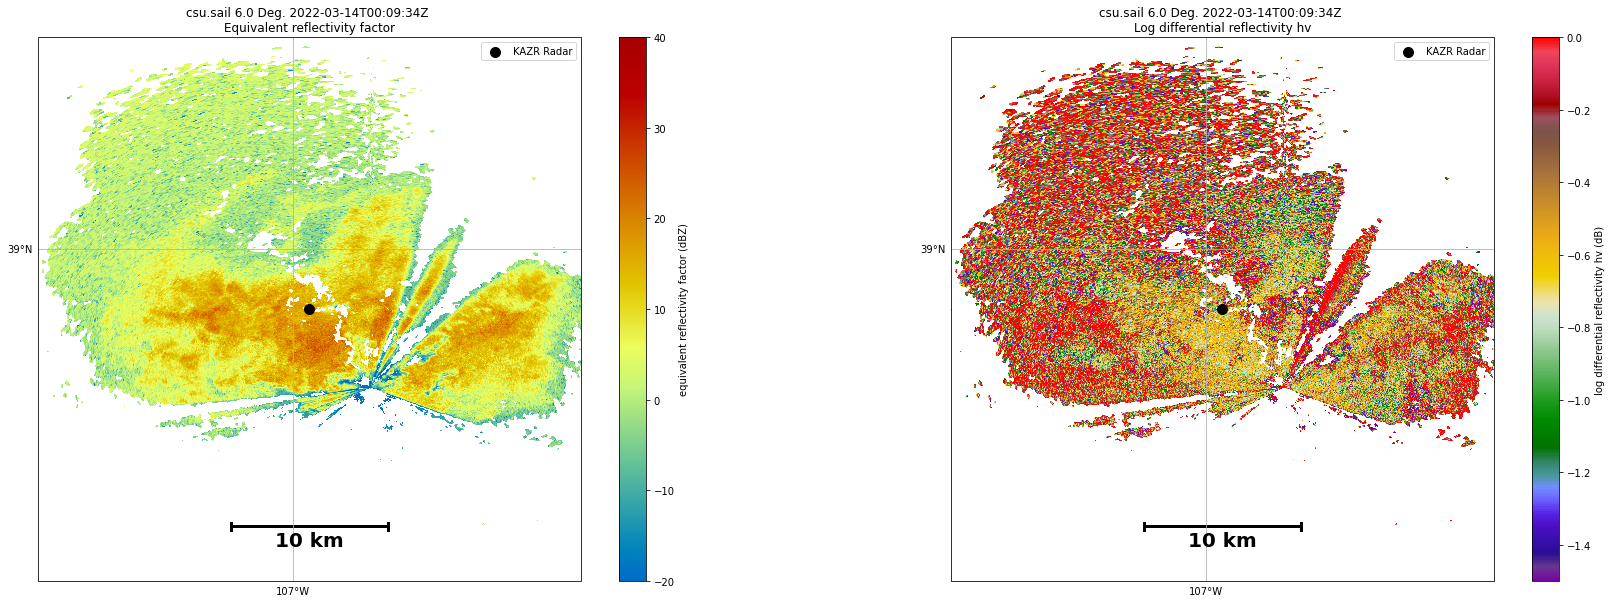 csu.sail 6.0 Deg. 2022-03-14T00:09:34Z
Equivalent reflectivity factor
KAZR Radar
39°N
107°W
10 km
40
30
20
10
0
−10
−20
equivalent reflectivity factor (dBZ)
csu.sail 6.0 Deg. 2022-03-14T00:09:34Z
Log differential reflectivity hv
KAZR Radar
39°N
107°W
10 km
0.0
−0.2
−0.4
−0.6
−0.8
−1.0
−1.2
−1.4
log differential reflectivity hv (dB)